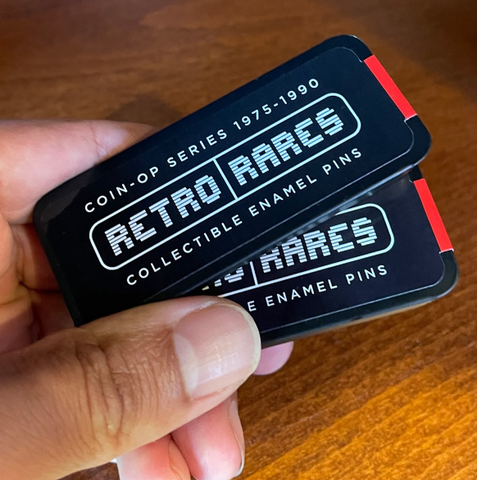 COIN-OP SERIES 1975-1990
RETRO RARES
COLLECTIBLE ENAMEL PINS
RARES
ENAMEL PINS